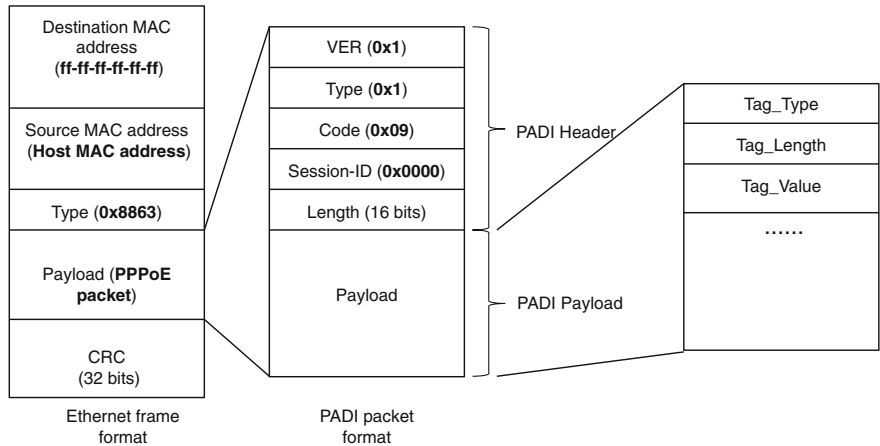 Destination MAC
address
(ff-ff-ff-ff-ff-ff)
Source MAC address
(Host MAC address)
Type (0x8863)
Payload (PPPoE
packet)
CRC
(32 bits)
Ethernet frame
format
VER (0x1)
Type (0x1)
Code (0x09)
Session-ID (0x0000)
Length (16 bits)
Payload
PADI packet
format
PADI Header
PADI Payload
Tag_Type
Tag_Length
Tag_Value
......